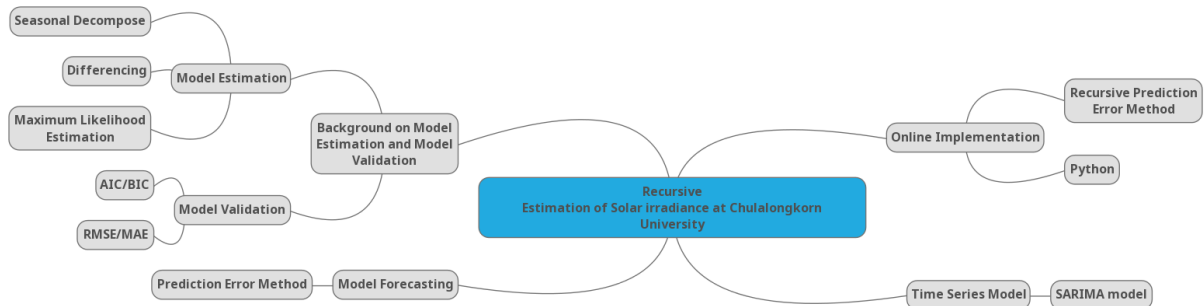 Seasonal Decompose
Differencing
Model Estimation
Maximum Likelihood
Estimation
Background on Model
Estimation and Model
Validation
AIC/BIC
Model Validation
RMSE/MAE
Prediction Error Method
Model Forecasting
Recursive
Estimation of Solar irradiance at Chulalongkorn
University
Recursive Prediction
Error Method
Online Implementation
Python
Time Series Model
SARIMA model